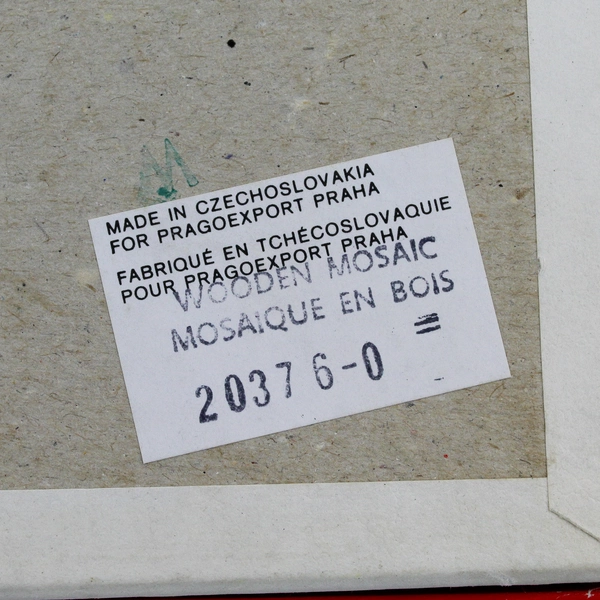 MADE IN CZECHOSLOVAKIA
FOR PRAGOEXPORT PRAHA
FABRIQUÉ EN TCHÉCOSLOVAQUIE
POUR PRAGOEXPORT PRAHA
WOODEN MOSAIC
MOSAIQUE EN BOIS
20376-0